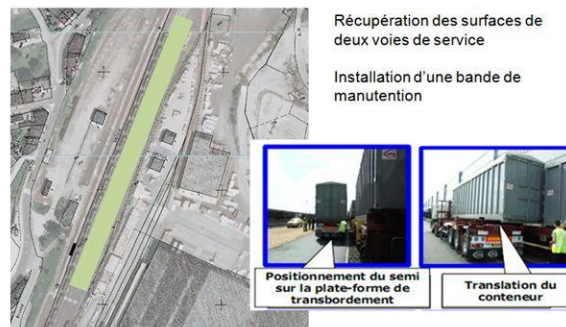 Récupération des surfaces de
deux voies de service
Installation d'une bande de
manutention
Positionnement du semi
sur la plate-forme de
transbordement
Translation du
conteneur